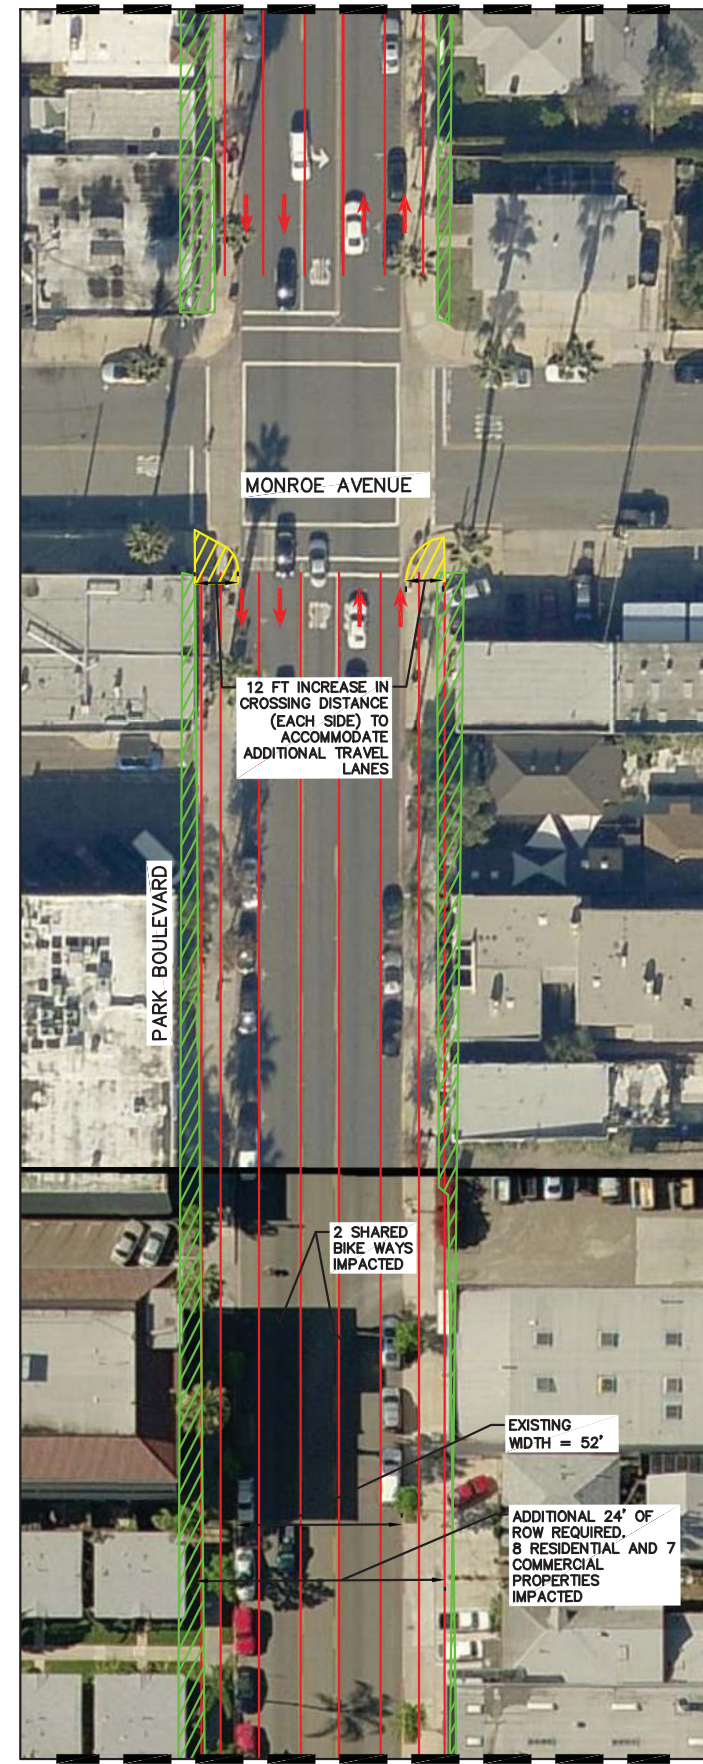 MONROE AVENUE
12 FT INCREASE IN
CROSSING DISTANCE
(EACH SIDE) TO
ACCOMMODATE
ADDITIONAL TRAVEL
LANES
PARK BOULEVARD
2 SHARED
BIKE WAYS
IMPACTED
EXISTING
WIDTH = 52'
ADDITIONAL 24' OF
ROW REQUIRED.
8 RESIDENTIAL AND 7
COMMERCIAL
PROPERTIES
IMPACTED